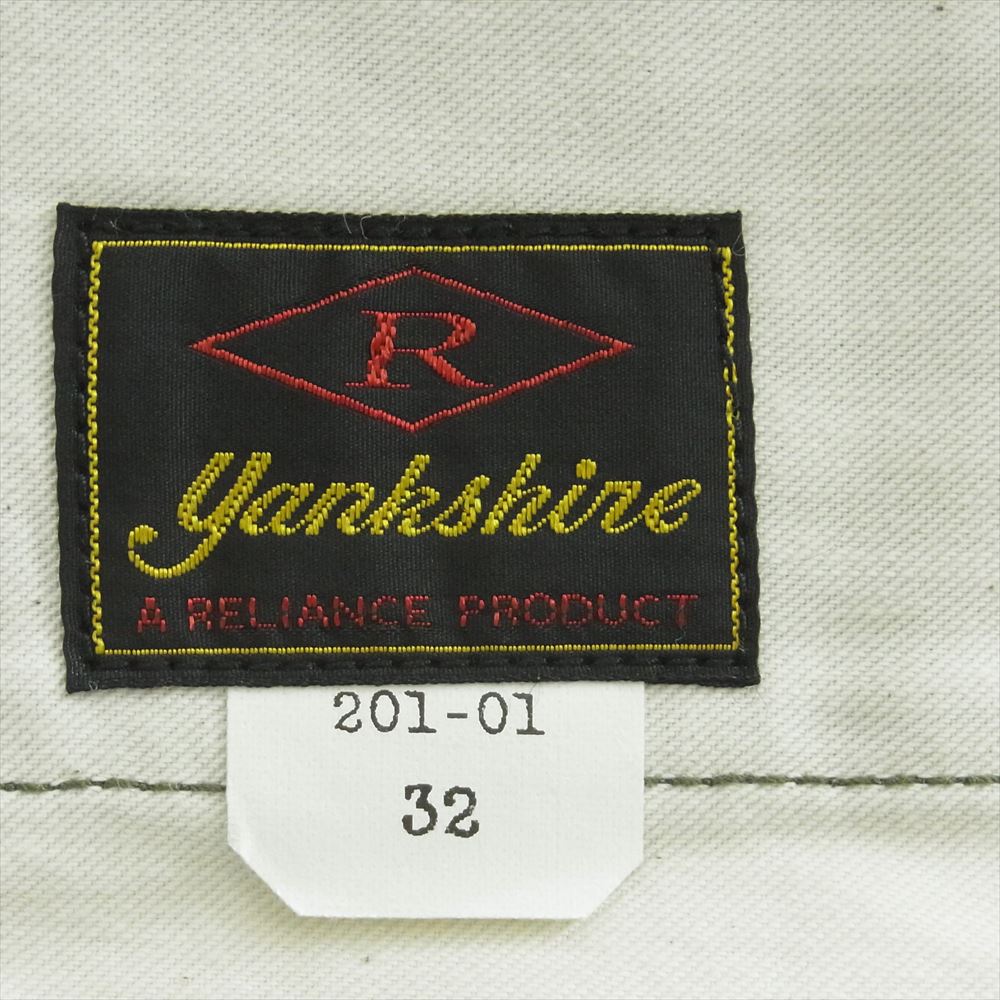 R
Yankshire
A RELIANCE PRODUCT
201-01
32